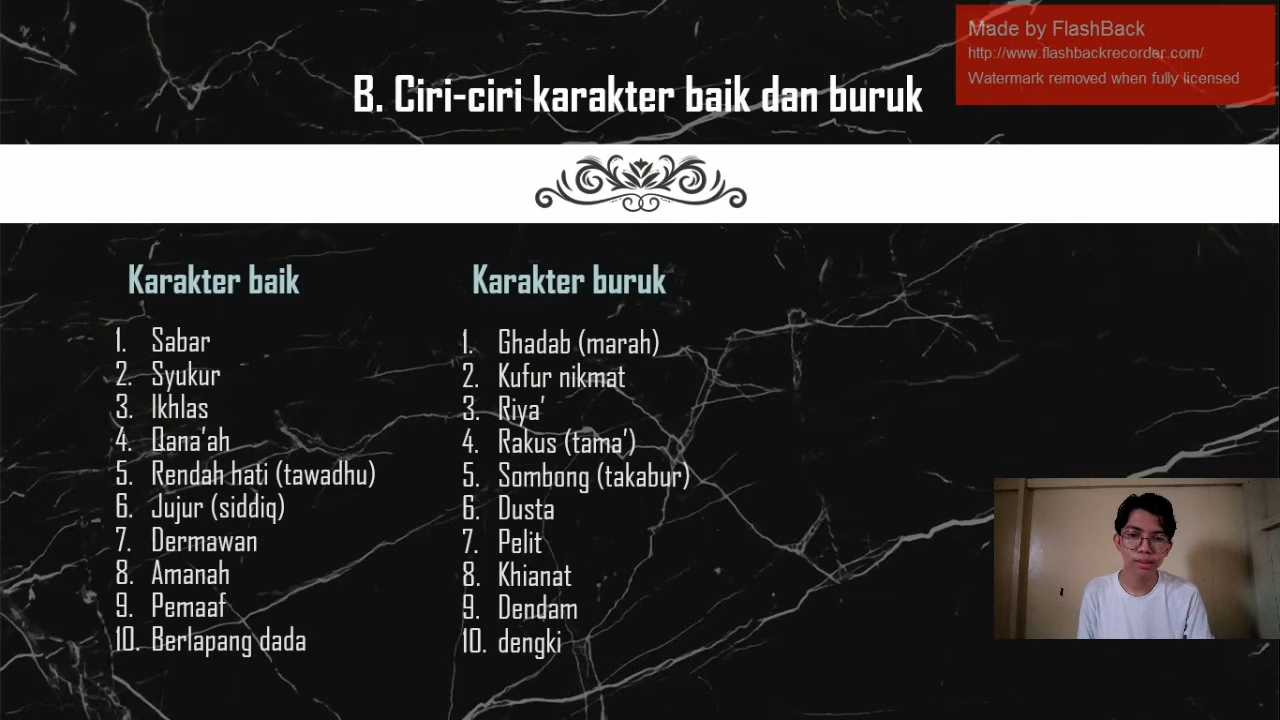 Made by FlashBack
http://www.flashbackrecorder.com/
Watermark removed when fully licensed
B. Ciri-ciri karakter baik dan buruk
Karakter baik
1. Sabar
2. Syukur
3. Ikhlas
4. Qana'ah
5. Rendah hati (tawadhu)
6. Jujur (siddiq)
7. Dermawan
8. Amanah
9. Pemaaf
10. Berlapang dada
Karakter buruk
1. Ghadab (marah)
2. Kufur nikmat
3. Riya'
4. Rakus (tama')
5. Sombong (takabur)
6. Dusta
7. Pelit
8. Khianat
9. Dendam
10. dengki